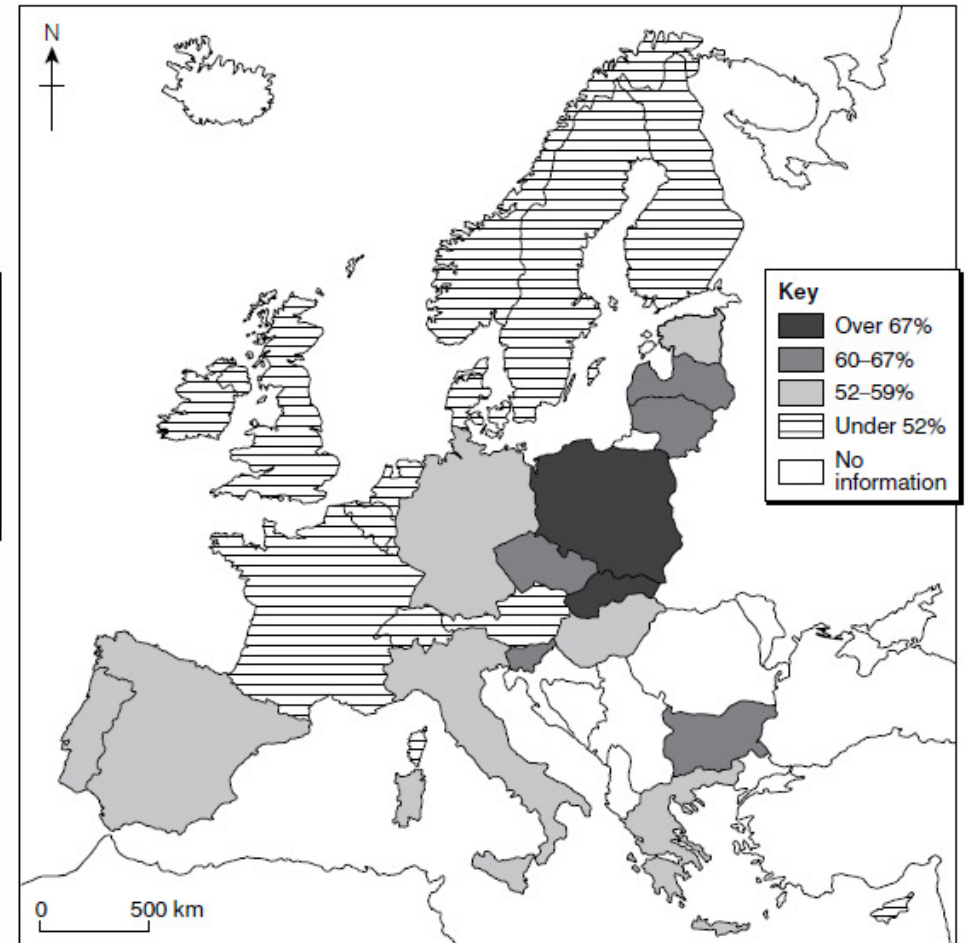 N
Key
Over 67%
60–67%
52–59%
Under 52%
No
information
0 500 km